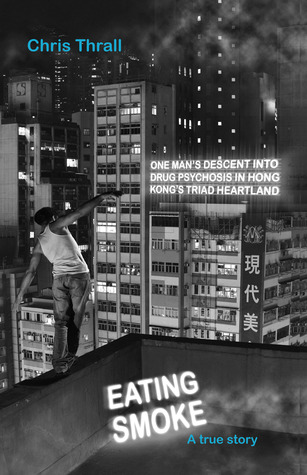 Chris Thrall
ONE MAN'S DESCENT INTO
DRUG PSYCHOSIS IN HONG
KONG'S TRIAD HEARTLAND
現代美
EATING
SMOKE
A true story